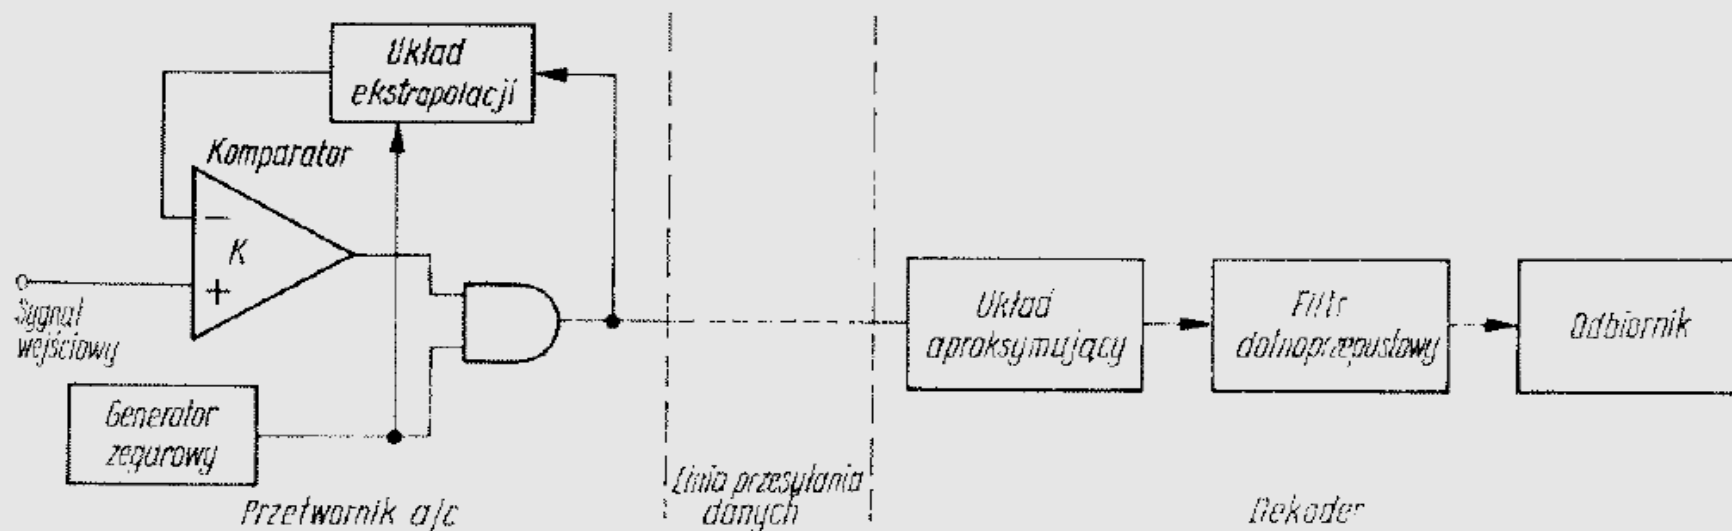 Układ
ekstrapolacji
Komparator
−
K
+
Sygnał
wejściowy
Generator
zegarowy
Przetwornik a/c
Linia przesyłania
danych
Układ
aproksymujący
Filtr
dolnoprzepustowy
Odbiornik
Dekoder